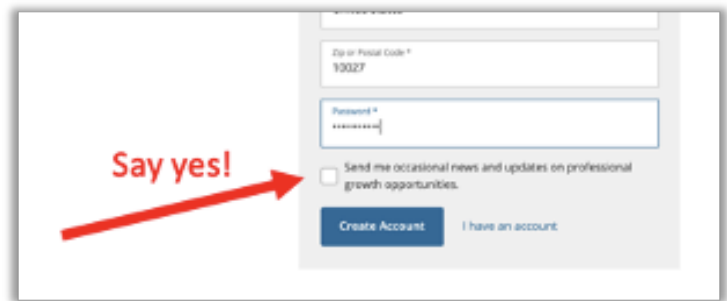 Zip or Postal Code *
10027
Password *
Say yes!
Send me occasional news and updates on professional
growth opportunities.
Create Account
I have an account